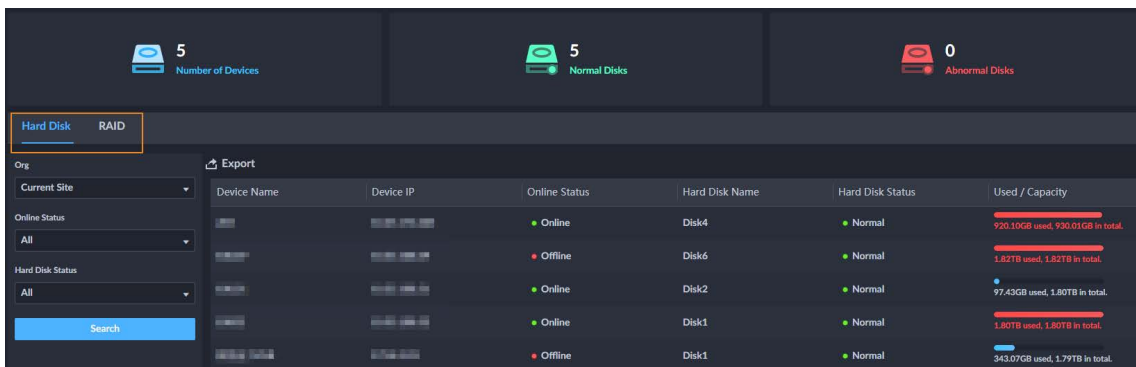 5
Number of Devices
5
Normal Disks
0
Abnormal Disks
Hard Disk RAID
Org
Current Site
Online Status
All
Hard Disk Status
All
Search
Export
Device Name Device IP Online Status Hard Disk Name Hard Disk Status Used / Capacity
Online Disk4 Normal 920.10GB used, 930.01GB in total.
Offline Disk6 Normal 1.82TB used, 1.82TB in total.
Online Disk2 Normal 97.43GB used, 1.80TB in total.
Online Disk1 Normal 1.80TB used, 1.80TB in total.
Offline Disk1 Normal 343.07GB used, 1.79TB in total.